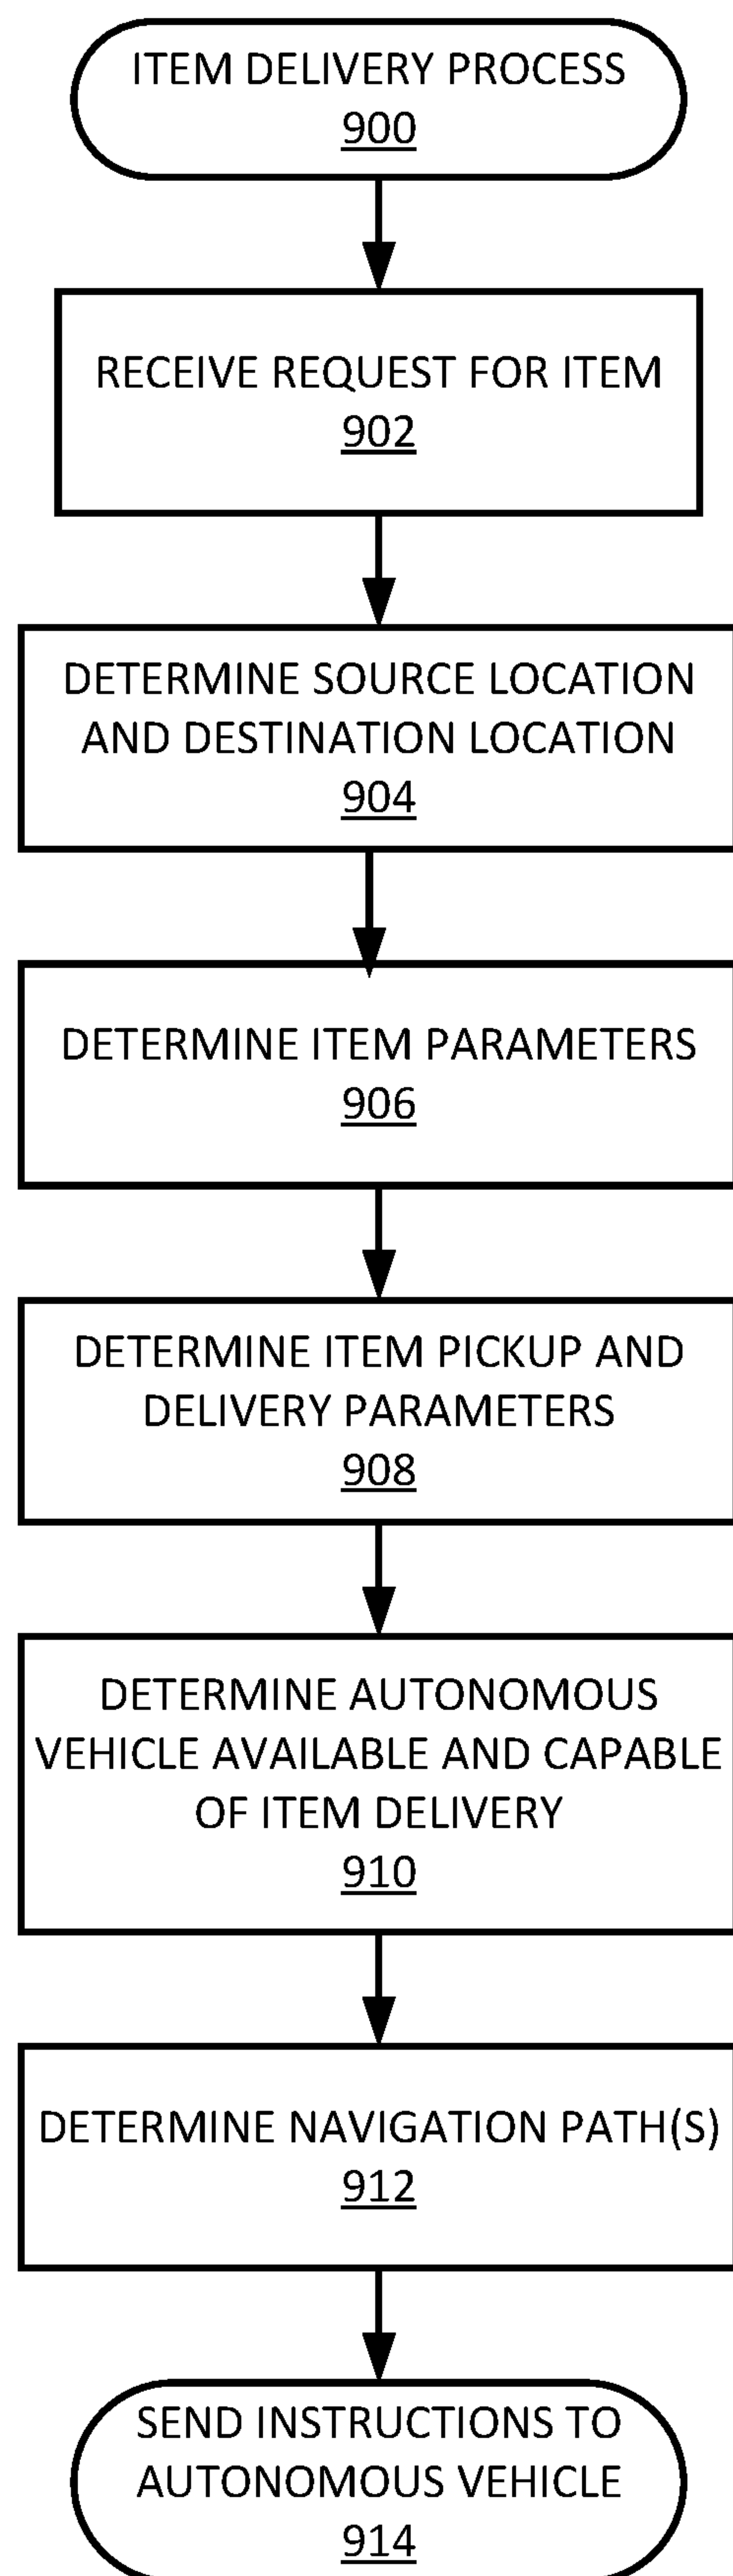 ITEM DELIVERY PROCESS
900
RECEIVE REQUEST FOR ITEM
902
DETERMINE SOURCE LOCATION
AND DESTINATION LOCATION
904
DETERMINE ITEM PARAMETERS
906
DETERMINE ITEM PICKUP AND
DELIVERY PARAMETERS
908
DETERMINE AUTONOMOUS
VEHICLE AVAILABLE AND CAPABLE
OF ITEM DELIVERY
910
DETERMINE NAVIGATION PATH(S)
912
SEND INSTRUCTIONS TO
AUTONOMOUS VEHICLE
914